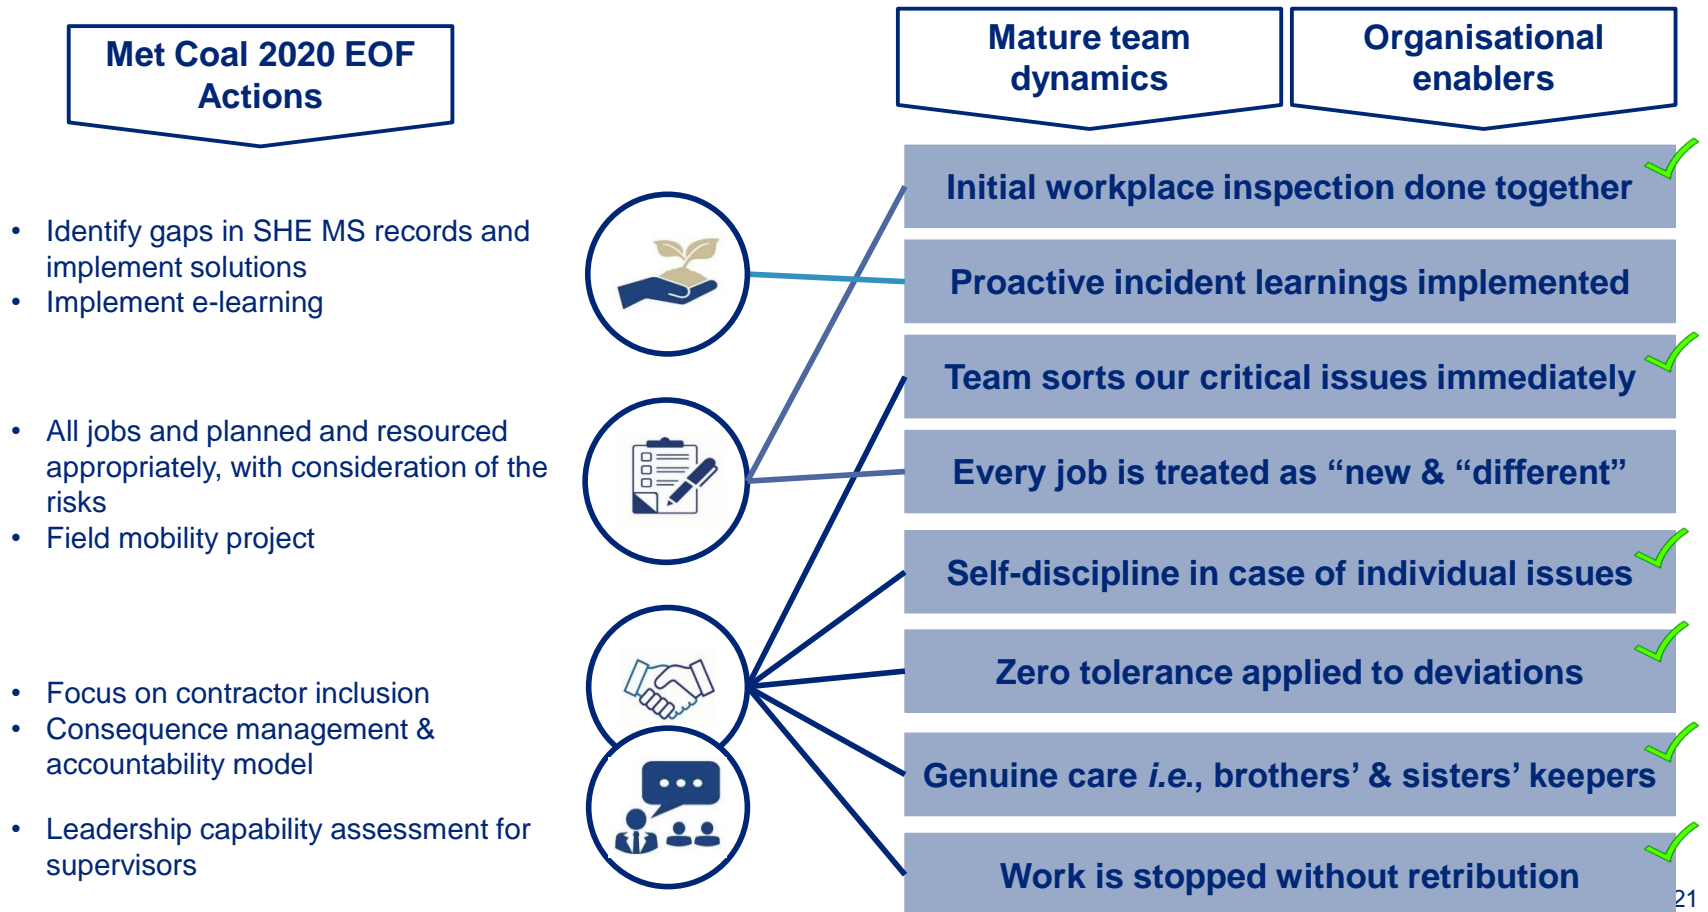 Met Coal 2020 EOF
Actions
Mature team
dynamics
Organisational
enablers
• Identify gaps in SHE MS records and
implement solutions
• Implement e-learning
• All jobs and planned and resourced
appropriately, with consideration of the
risks
• Field mobility project
• Focus on contractor inclusion
• Consequence management &
accountability model
• Leadership capability assessment for
supervisors
Initial workplace inspection done together
Proactive incident learnings implemented
Team sorts our critical issues immediately
Every job is treated as “new & “different”
Self-discipline in case of individual issues
Zero tolerance applied to deviations
Genuine care i.e., brothers’ & sisters’ keepers
Work is stopped without retribution
21